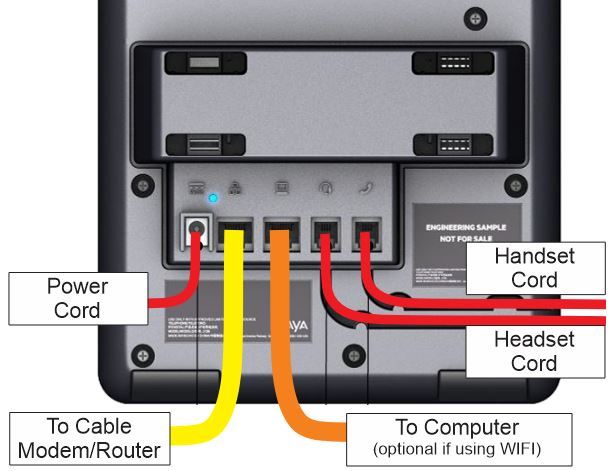 ENGINEERING SAMPLE
NOT FOR SALE
Handset
Cord
Power
Cord
Headset
Cord
To Cable
Modem/Router
To Computer
(optional if using WIFI)